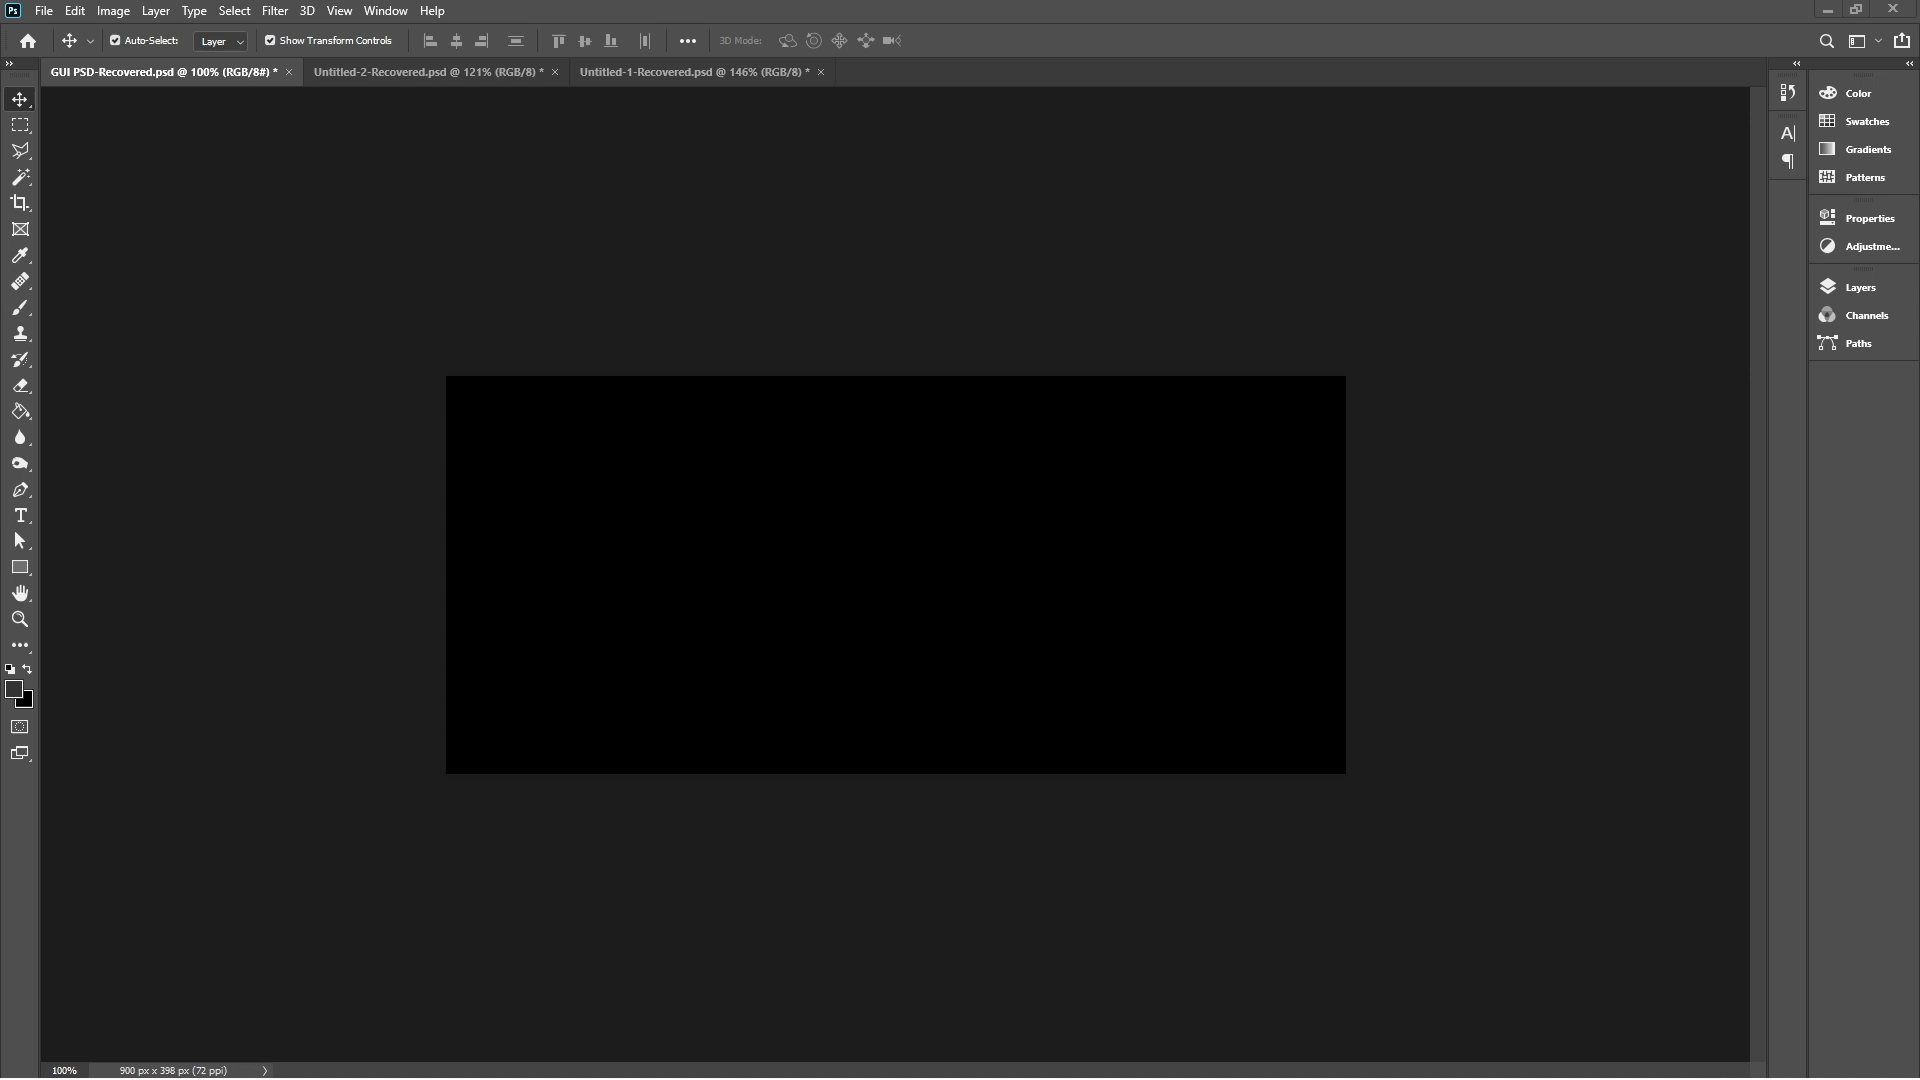 Ps File Edit Image Layer Type Select Filter 3D View Window Help
Auto-Select: Layer Show Transform Controls 3D Mode:
GUI PSD-Recovered.psd @ 100% (RGB/8#) * Untitled-2-Recovered.psd @ 121% (RGB/8) * Untitled-1-Recovered.psd @ 146% (RGB/8) *
Color
Swatches
Gradients
Patterns
Properties
Adjustme...
Layers
Channels
Paths
100% 900 px x 398 px (72 ppi)